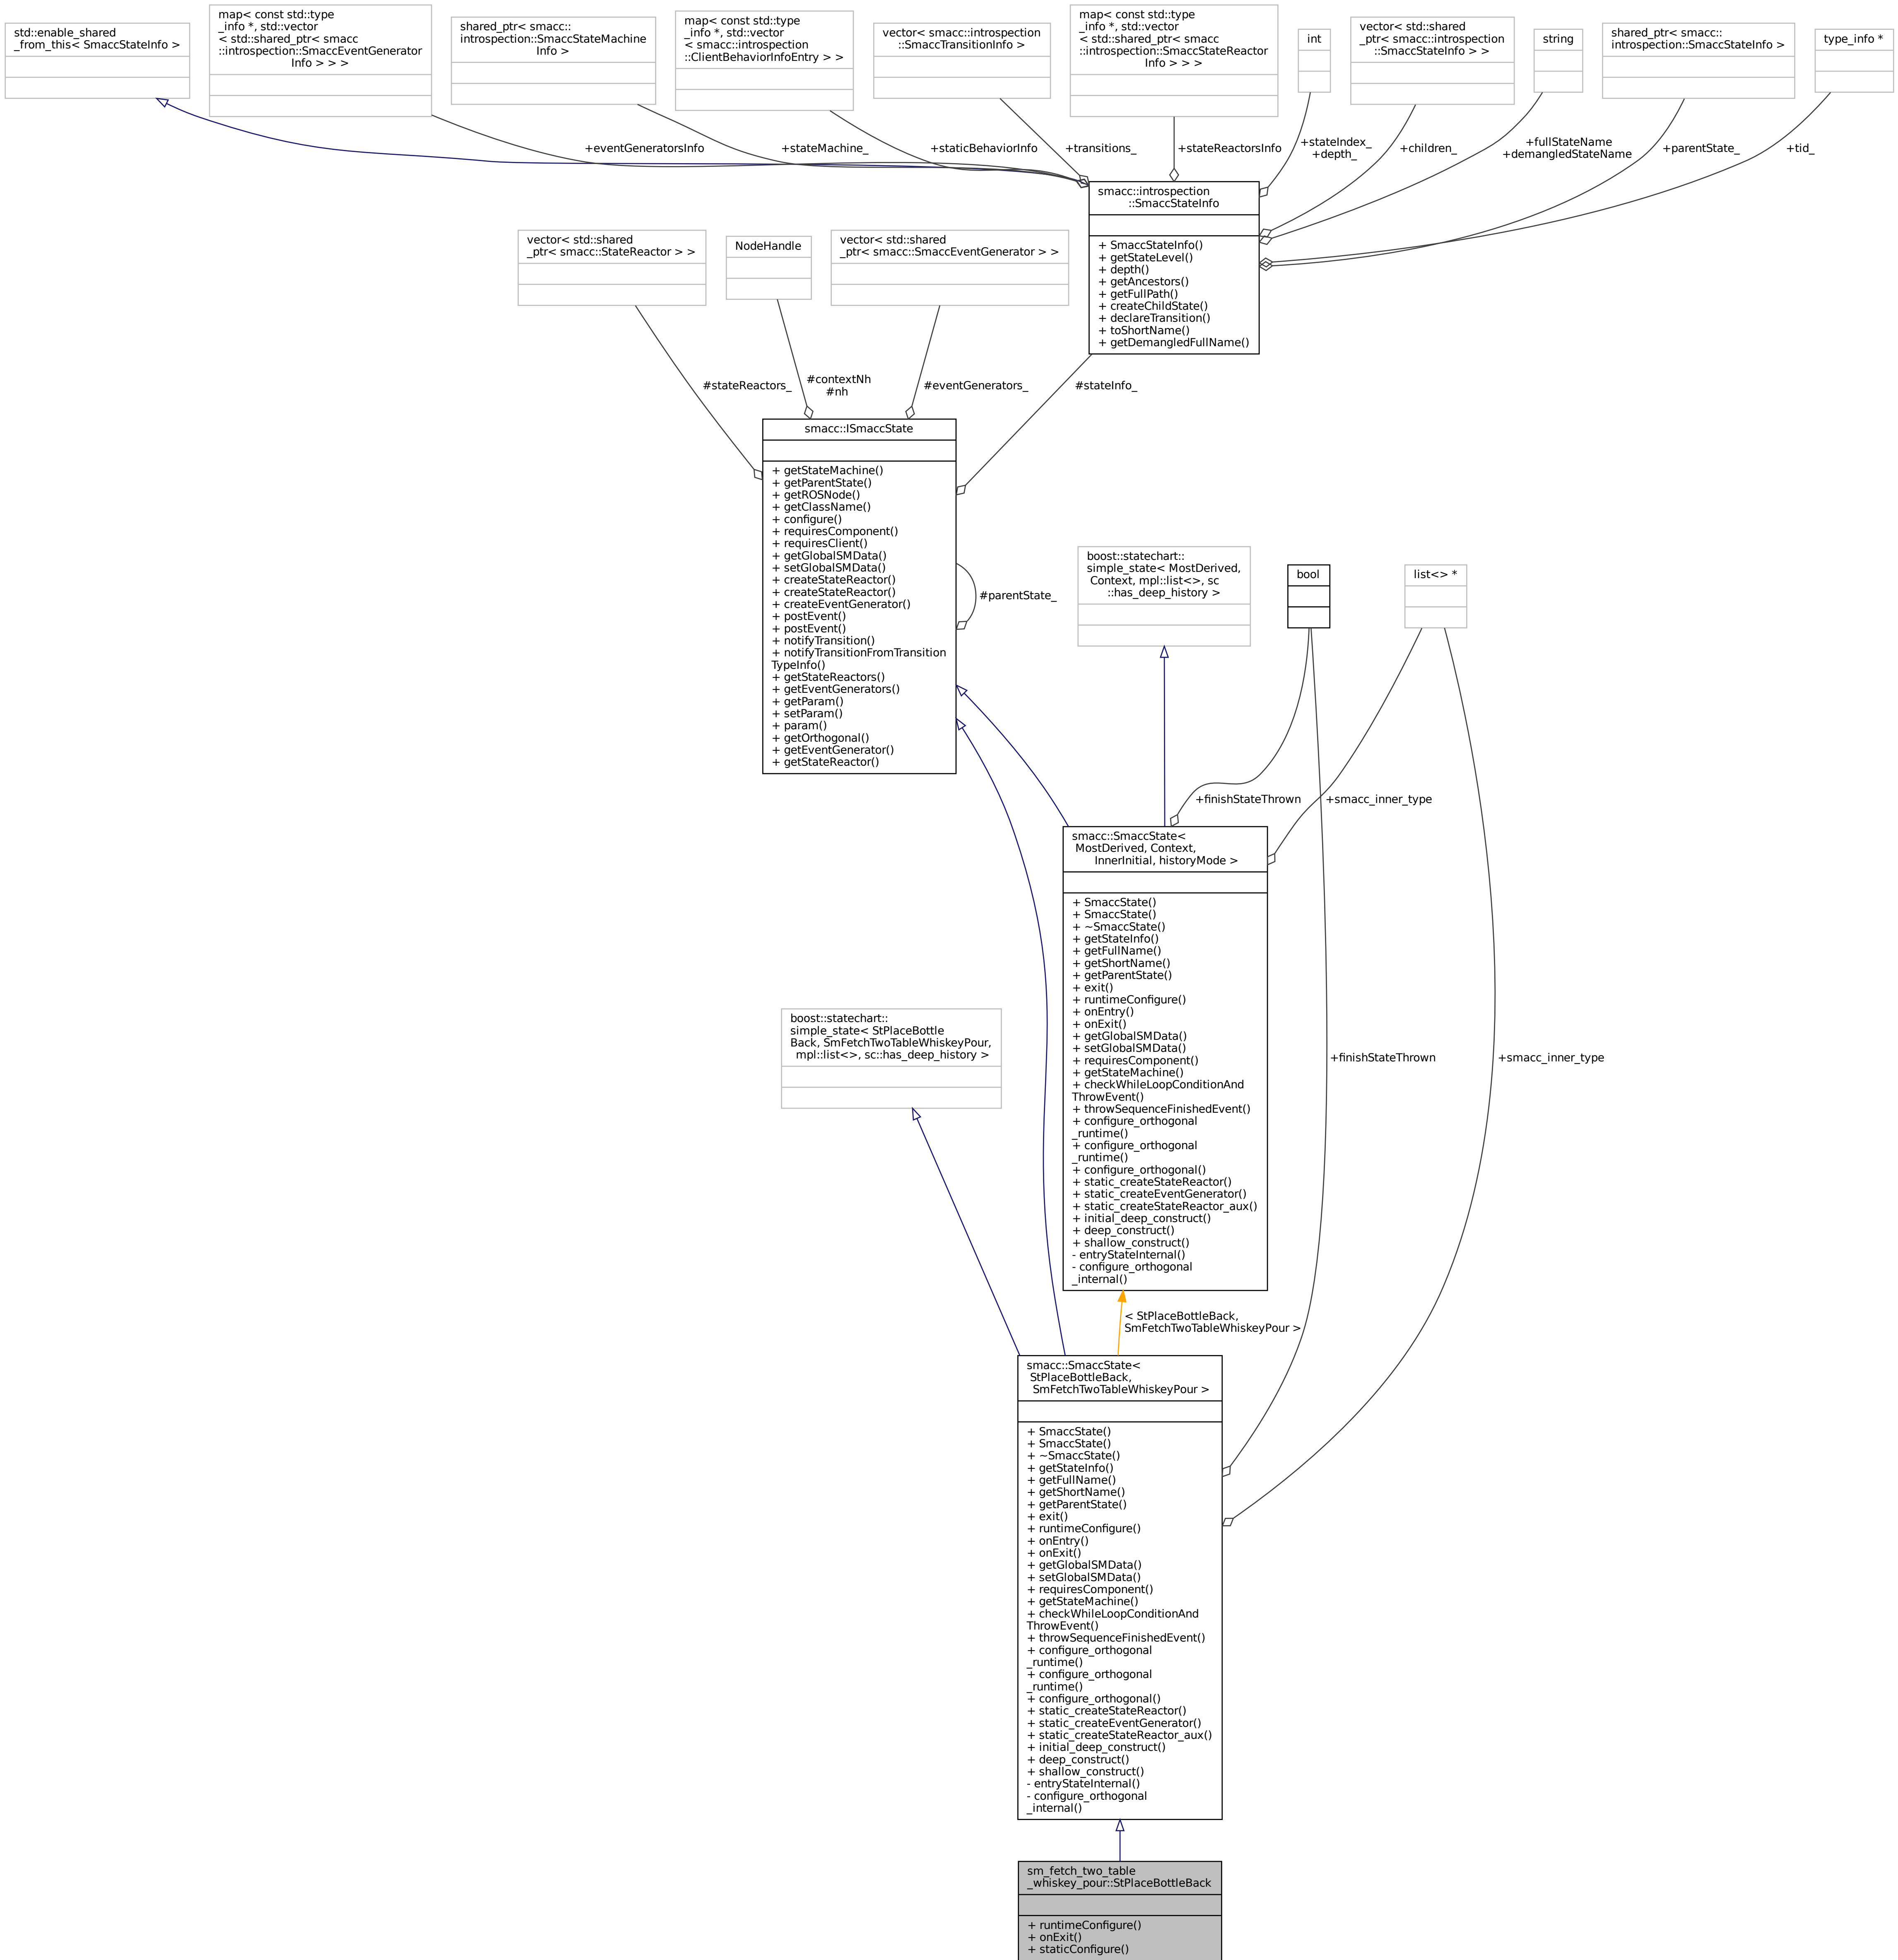 std::enable_shared
_from_this< SmaccStateInfo >
map< const std::type
_info *, std::vector
< std::shared_ptr< smacc
::introspection::SmaccEventGenerator
Info > > >
shared_ptr< smacc::
introspection::SmaccStateMachine
Info >
map< const std::type
_info *, std::vector
< smacc::introspection
::ClientBehaviorInfoEntry > >
vector< smacc::introspection
::SmaccTransitionInfo >
map< const std::type
_info *, std::vector
< std::shared_ptr< smacc
::introspection::SmaccStateReactor
Info > > >
int
vector< std::shared
_ptr< smacc::introspection
::SmaccStateInfo > >
string
shared_ptr< smacc::
introspection::SmaccStateInfo >
type_info *
+eventGeneratorsInfo
+stateMachine_
+staticBehaviorInfo
+transitions_
+stateReactorsInfo
+stateIndex_
+depth_
+children_
+fullStateName
+demangledStateName
+parentState_
+tid_
smacc::introspection
::SmaccStateInfo
+ SmaccStateInfo()
+ getStateLevel()
+ depth()
+ getAncestors()
+ getFullPath()
+ createChildState()
+ declareTransition()
+ toShortName()
+ getDemangledFullName()
vector< std::shared
_ptr< smacc::StateReactor > >
NodeHandle
vector< std::shared
_ptr< smacc::SmaccEventGenerator > >
#stateReactors_
#contextNh
#nh
#eventGenerators_
#stateInfo_
smacc::ISmaccState
+ getStateMachine()
+ getParentState()
+ getROSNode()
+ getClassName()
+ configure()
+ requiresComponent()
+ requiresClient()
+ getGlobalSMData()
+ setGlobalSMData()
+ createStateReactor()
+ createStateReactor()
+ createEventGenerator()
+ postEvent()
+ postEvent()
+ notifyTransition()
+ notifyTransitionFromTransition
TypeInfo()
+ getStateReactors()
+ getEventGenerators()
+ getParam()
+ setParam()
+ param()
+ getOrthogonal()
+ getEventGenerator()
+ getStateReactor()
#parentState_
boost::statechart::
simple_state< MostDerived,
Context, mpl::list<>, sc
::has_deep_history >
bool
list<> *
+finishStateThrown
+smacc_inner_type
smacc::SmaccState<
MostDerived, Context,
InnerInitial, historyMode >
+ SmaccState()
+ SmaccState()
+ ~SmaccState()
+ getStateInfo()
+ getFullName()
+ getShortName()
+ getParentState()
+ exit()
+ runtimeConfigure()
+ onEntry()
+ onExit()
+ getGlobalSMData()
+ setGlobalSMData()
+ requiresComponent()
+ getStateMachine()
+ checkWhileLoopConditionAnd
ThrowEvent()
+ throwSequenceFinishedEvent()
+ configure_orthogonal
_runtime()
+ configure_orthogonal
_runtime()
+ configure_orthogonal()
+ static_createStateReactor()
+ static_createEventGenerator()
+ static_createStateReactor_aux()
+ initial_deep_construct()
+ deep_construct()
+ shallow_construct()
- entryStateInternal()
- configure_orthogonal
_internal()
boost::statechart::
simple_state< StPlaceBottle
Back, SmFetchTwoTableWhiskeyPour,
mpl::list<>, sc::has_deep_history >
+finishStateThrown
+smacc_inner_type
< StPlaceBottleBack,
SmFetchTwoTableWhiskeyPour >
smacc::SmaccState<
StPlaceBottleBack,
SmFetchTwoTableWhiskeyPour >
+ SmaccState()
+ SmaccState()
+ ~SmaccState()
+ getStateInfo()
+ getFullName()
+ getShortName()
+ getParentState()
+ exit()
+ runtimeConfigure()
+ onEntry()
+ onExit()
+ getGlobalSMData()
+ setGlobalSMData()
+ requiresComponent()
+ getStateMachine()
+ checkWhileLoopConditionAnd
ThrowEvent()
+ throwSequenceFinishedEvent()
+ configure_orthogonal
_runtime()
+ configure_orthogonal
_runtime()
+ configure_orthogonal()
+ static_createStateReactor()
+ static_createEventGenerator()
+ static_createStateReactor_aux()
+ initial_deep_construct()
+ deep_construct()
+ shallow_construct()
- entryStateInternal()
- configure_orthogonal
_internal()
sm_fetch_two_table
_whiskey_pour::StPlaceBottleBack
+ runtimeConfigure()
+ onExit()
+ staticConfigure()